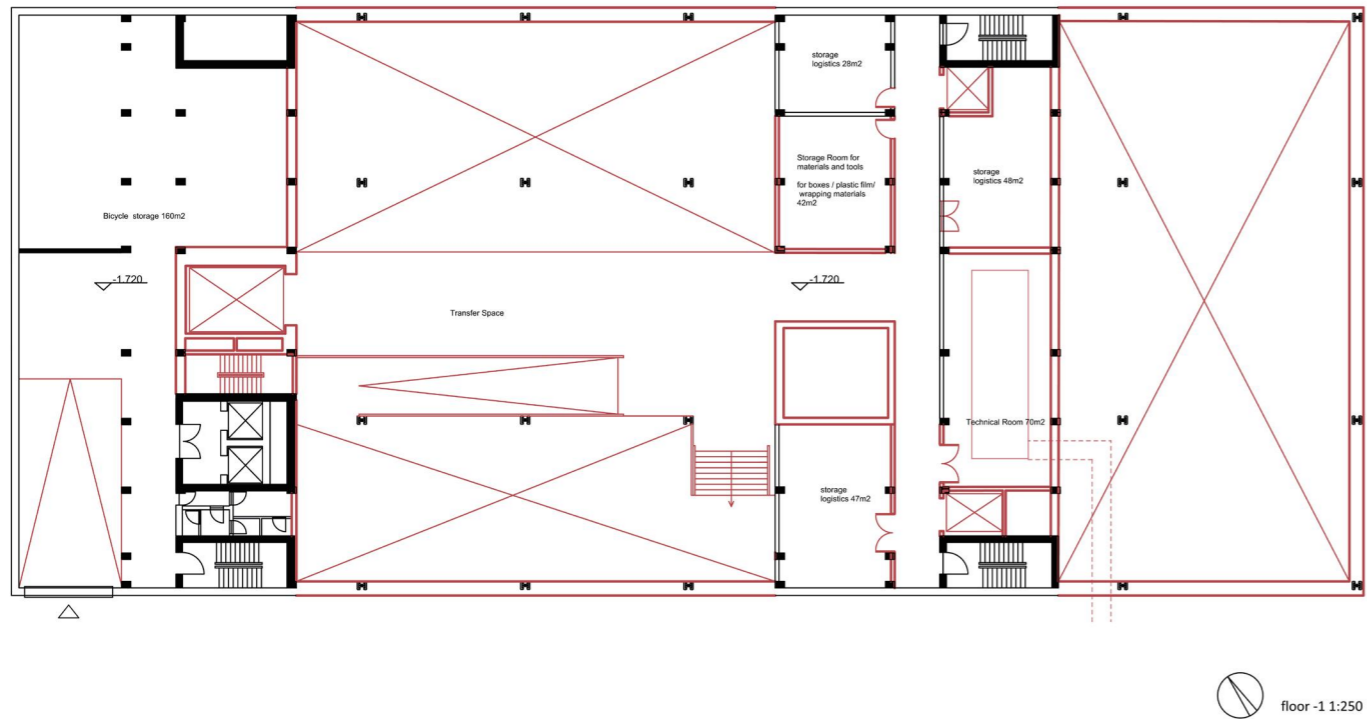 storage
logistics 28m2
Storage Room for
materials and tools
for boxes / plastic film/
wrapping materials
42m2
storage
logistics 48m2
Bicycle storage 160m2
-1.720
-1.720
Transfer Space
Technical Room 70m2
storage
logistics 47m2
floor -1 1:250